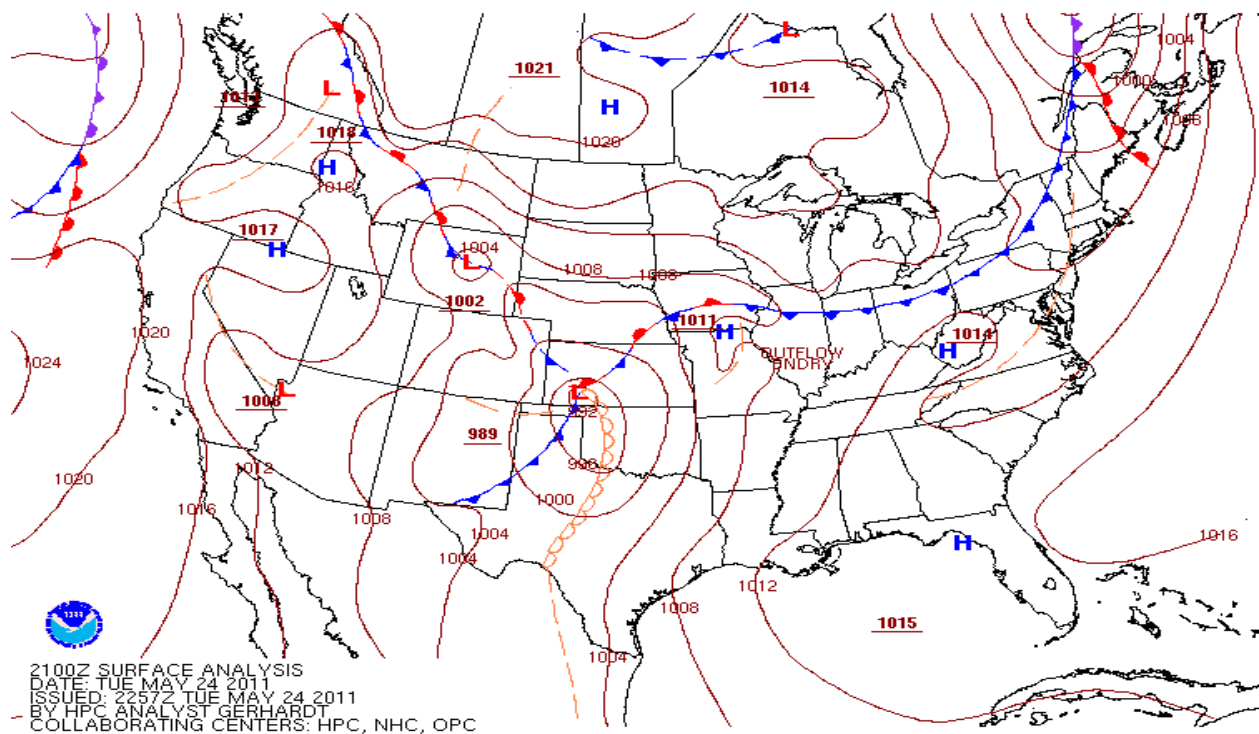 1004
1021
L
L
1000
1014
1014
H
1008
1018
1020
H
1016
1017
H
1004
L
1008
1008
1002
1020
1011
H
1014
H
OUTFLOW
BNDRY
1024
L
1008
L
992
989
996
1012
1020
1000
1016
1008
1004
1016
H
1004
1012
1008
1015
1004
2100Z SURFACE ANALYSIS
DATE: TUE MAY 24 2011
ISSUED: 2257Z TUE MAY 24 2011
BY HPC ANALYST GERHARDT
COLLABORATING CENTERS: HPC, NHC, OPC